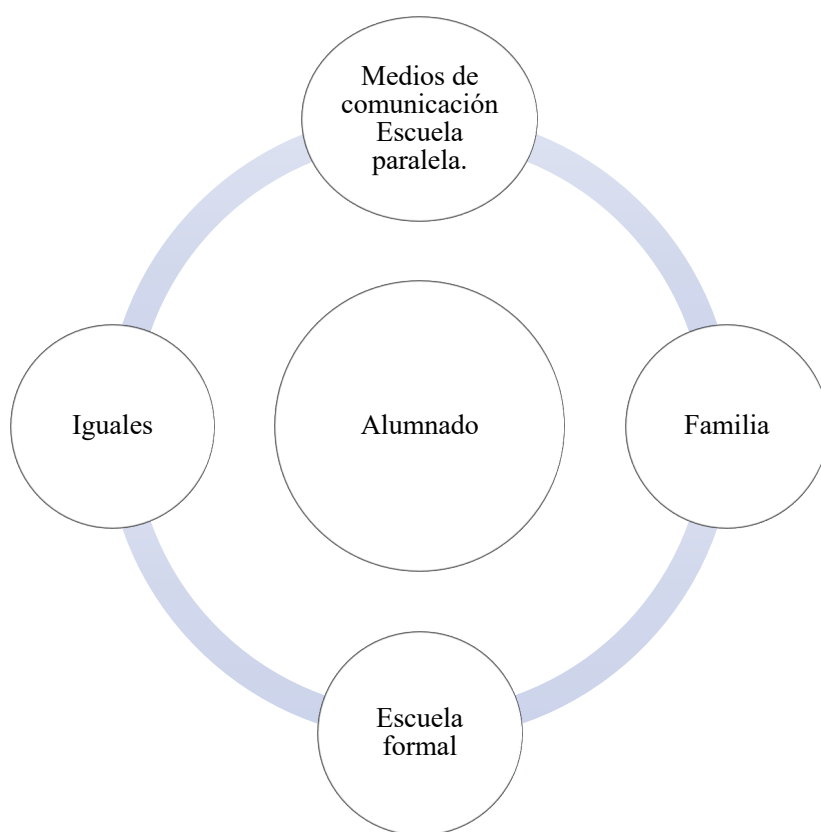 Medios de
comunicación
Escuela
paralela.
Iguales
Alumnado
Familia
Escuela
formal